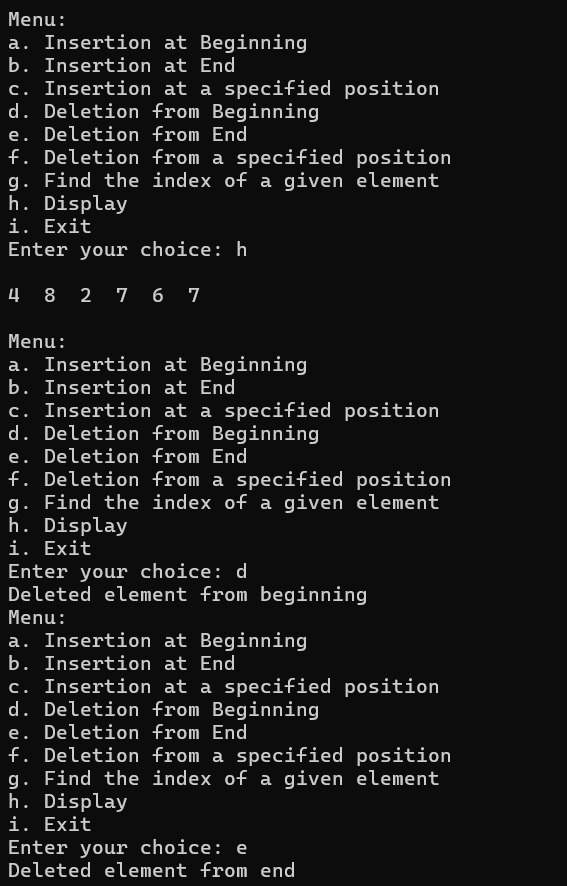 Menu:
a. Insertion at Beginning
b. Insertion at End
c. Insertion at a specified position
d. Deletion from Beginning
e. Deletion from End
f. Deletion from a specified position
g. Find the index of a given element
h. Display
i. Exit
Enter your choice: h
4  8  2  7  6  7
Menu:
a. Insertion at Beginning
b. Insertion at End
c. Insertion at a specified position
d. Deletion from Beginning
e. Deletion from End
f. Deletion from a specified position
g. Find the index of a given element
h. Display
i. Exit
Enter your choice: d
Deleted element from beginning
Menu:
a. Insertion at Beginning
b. Insertion at End
c. Insertion at a specified position
d. Deletion from Beginning
e. Deletion from End
f. Deletion from a specified position
g. Find the index of a given element
h. Display
i. Exit
Enter your choice: e
Deleted element from end